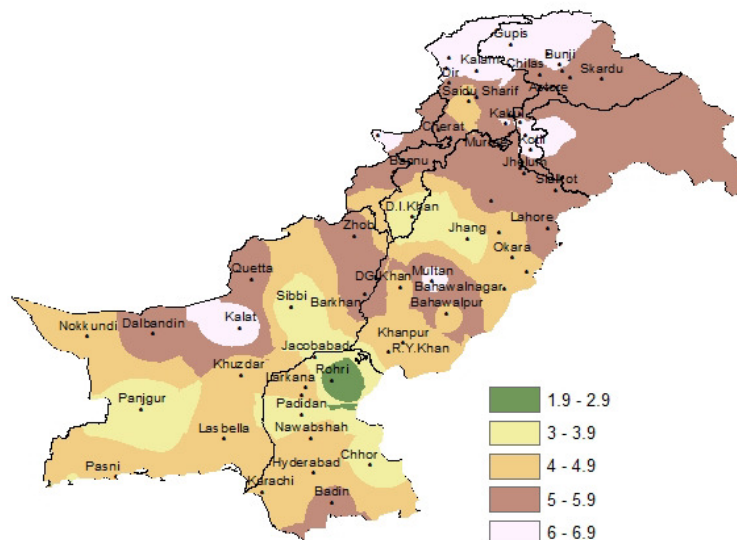 Gupis
Kalam
Bunji
Chilas
Skardu
Dir
Astore
Saidu Sharif
Kakul
Cherat
Kotli
Murree
Bannu
Jhelum
Sialkot
D.I.Khan
Zhob
Jhang
Lahore
Okara
Quetta
DG.Khan
Multan
Sibbi
Barkhan
Bahawalnagar
Bahawalpur
Nokkundi
Dalbandin
Kalat
Khanpur
Jacobabad
R.Y.Khan
Khuzdar
Rohri
Larkana
Panjgur
Padidan
Lasbella
Nawabshah
Chhor
Pasni
Hyderabad
Karachi
Badin
1.9 - 2.9
3 - 3.9
4 - 4.9
5 - 5.9
6 - 6.9